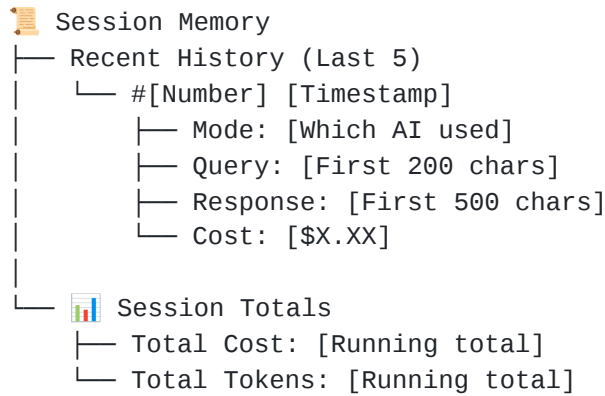 📜 Session Memory
├── Recent History (Last 5)
│   └── #[Number] [Timestamp]
│       ├── Mode: [Which AI used]
│       ├── Query: [First 200 chars]
│       ├── Response: [First 500 chars]
│       └── Cost: [$X.XX]
│
└── 📊 Session Totals
    ├── Total Cost: [Running total]
    └── Total Tokens: [Running total]